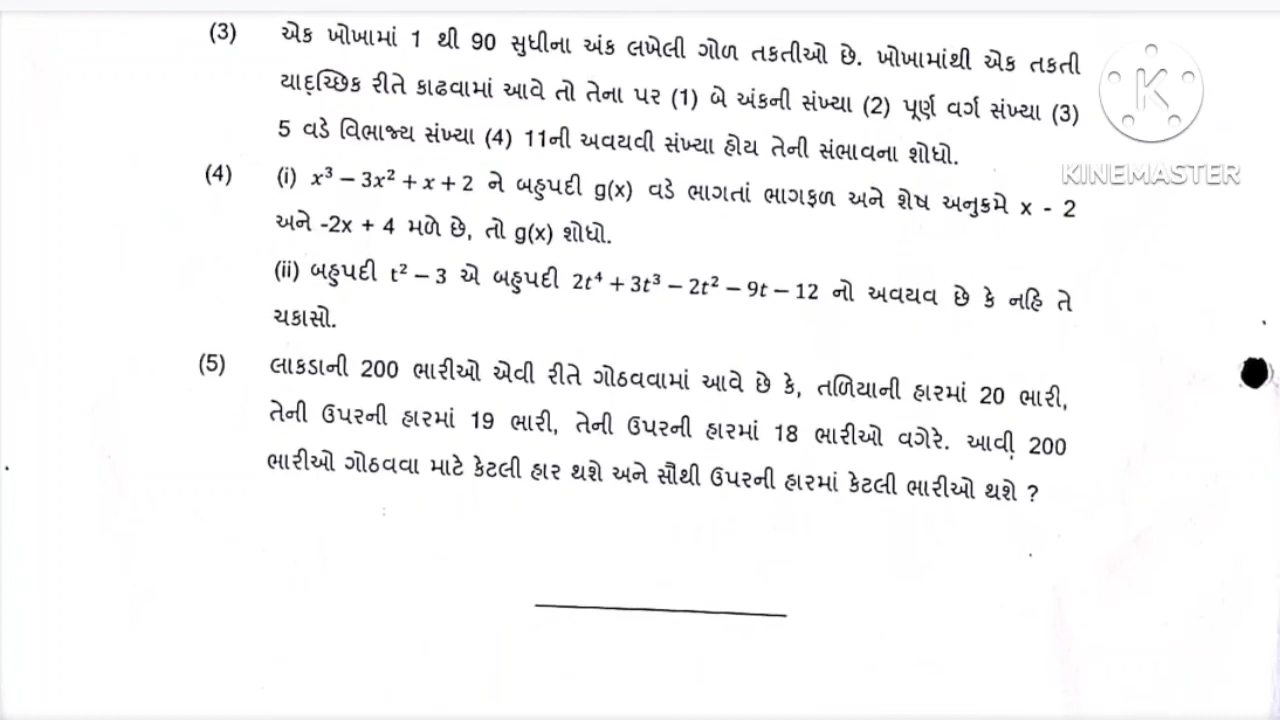 (3) એક ખોખામાં 1 થી 90 સુધીના અંક લખેલી ગોળ તકતીઓ છે. ખોખામાંથી એક તકતી
યાદૃચ્છિક રીતે કાઢવામાં આવે તો તેના પર (1) બે અંકની સંખ્યા (2) પૂર્ણ વર્ગ સંખ્યા (3)
5 વડે વિભાજ્ય સંખ્યા (4) 11ની અવયવી સંખ્યા હોય તેની સંભાવના શોધો.
KINEMASTER
(4) (i) x³ − 3x² + x + 2 ને બહુપદી g(x) વડે ભાગતાં ભાગફળ અને શેષ અનુક્રમે x - 2
અને -2x + 4 મળે છે, તો g(x) શોધો.
(ii) બહુપદી t² − 3 એ બહુપદી 2t⁴ + 3t³ − 2t² − 9t − 12 નો અવયવ છે કે નહિ તે
ચકાસો.
(5) લાકડાની 200 ભારીઓ એવી રીતે ગોઠવવામાં આવે છે કે, તળિયાની હારમાં 20 ભારી,
તેની ઉપરની હારમાં 19 ભારી, તેની ઉપરની હારમાં 18 ભારીઓ વગેરે. આવી 200
ભારીઓ ગોઠવવા માટે કેટલી હાર થશે અને સૌથી ઉપરની હારમાં કેટલી ભારીઓ થશે ?